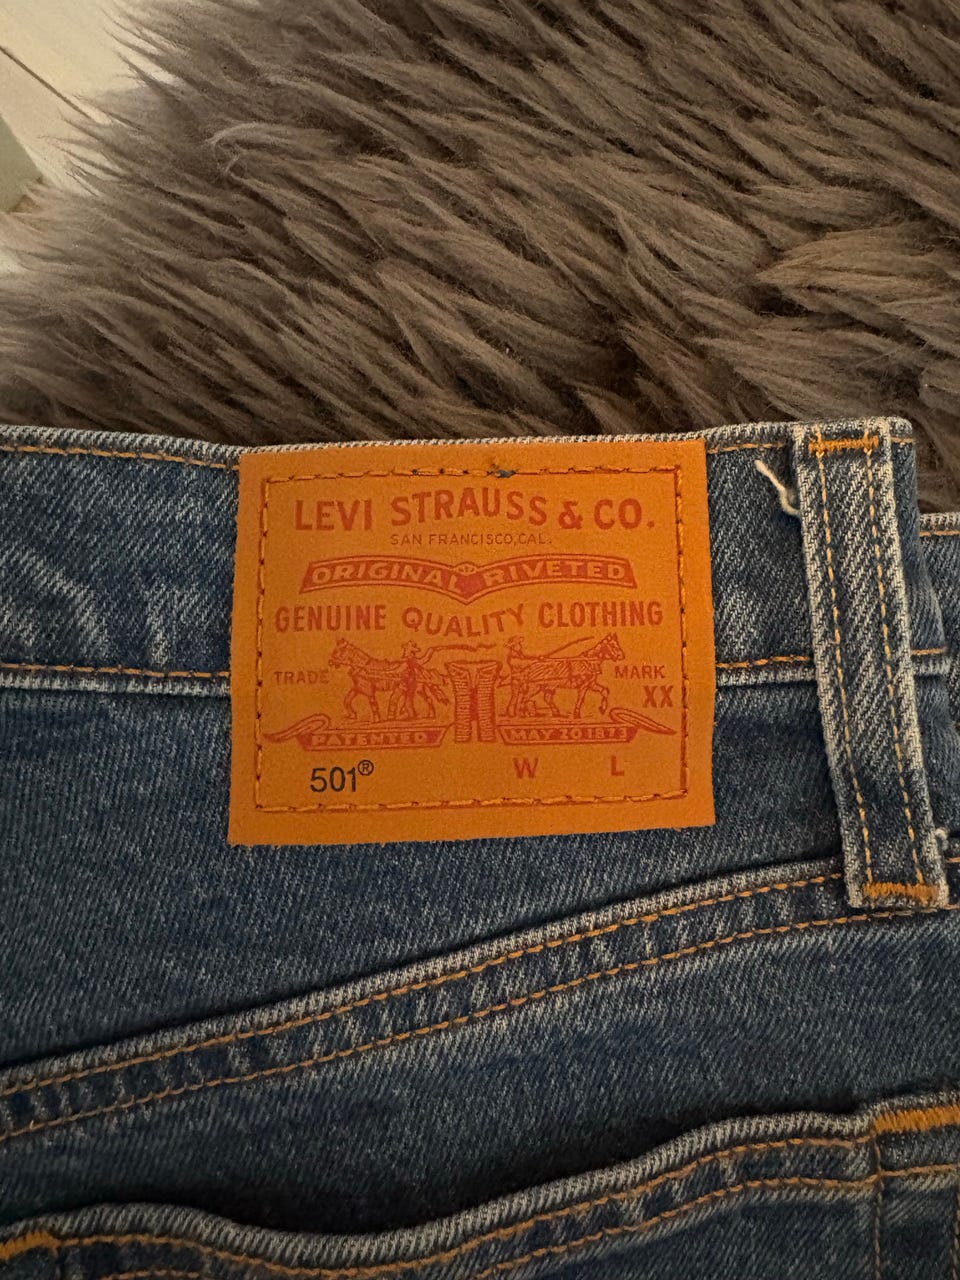 LEVI STRAUSS & CO.
SAN FRANCISCO, CAL.
ORIGINAL RIVETED
GENUINE QUALITY CLOTHING
TRADE MARK
XX
PATENTED MAY 20 1873
501® W L